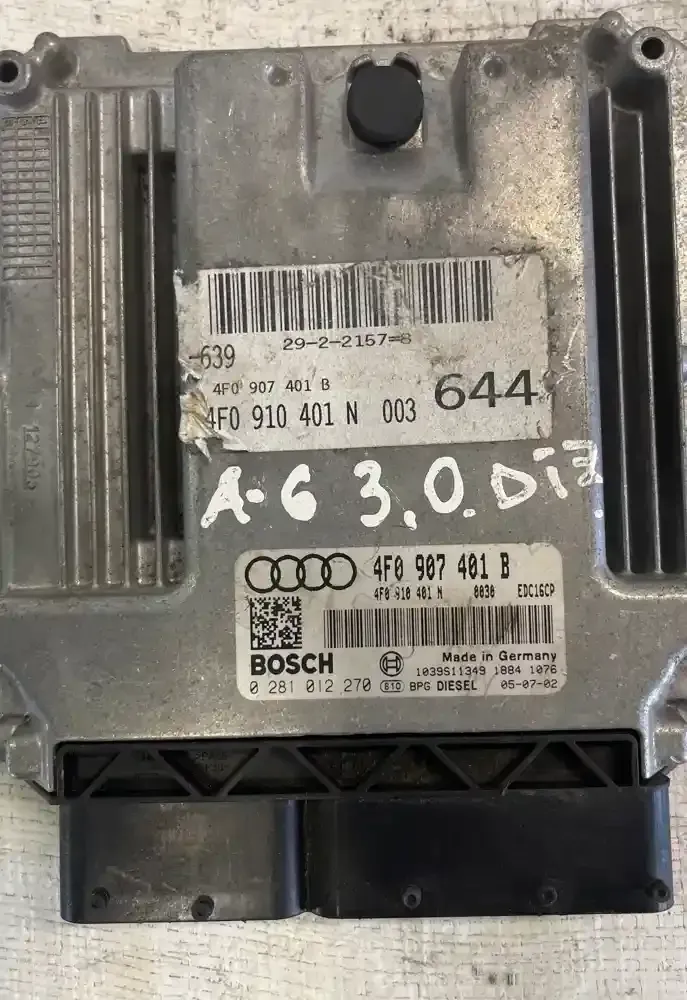 29-2-2157=8
-639
4F0 907 401 B
644
4F0 910 401 N 003
A-6 3,0.Diz
4F0 907 401 B
4F0 910 401 N 0030 EDC16CP
BOSCH
Made in Germany
1039S11349 1884 1076
0 281 012 270 B10 BPG DIESEL 05-07-02